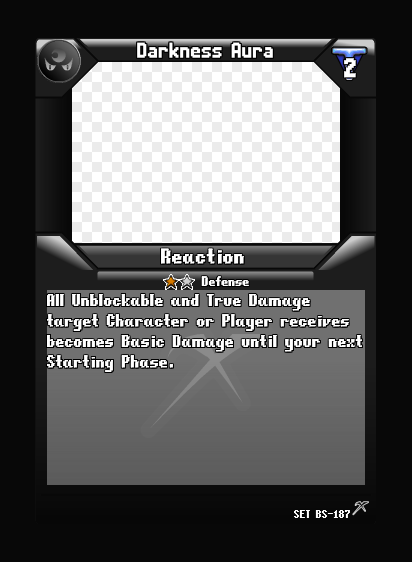 Darkness Aura
2
Reaction
Defense
All Unblockable and True Damage
target Character or Player receives
becomes Basic Damage until your next
Starting Phase.
SET BS-187